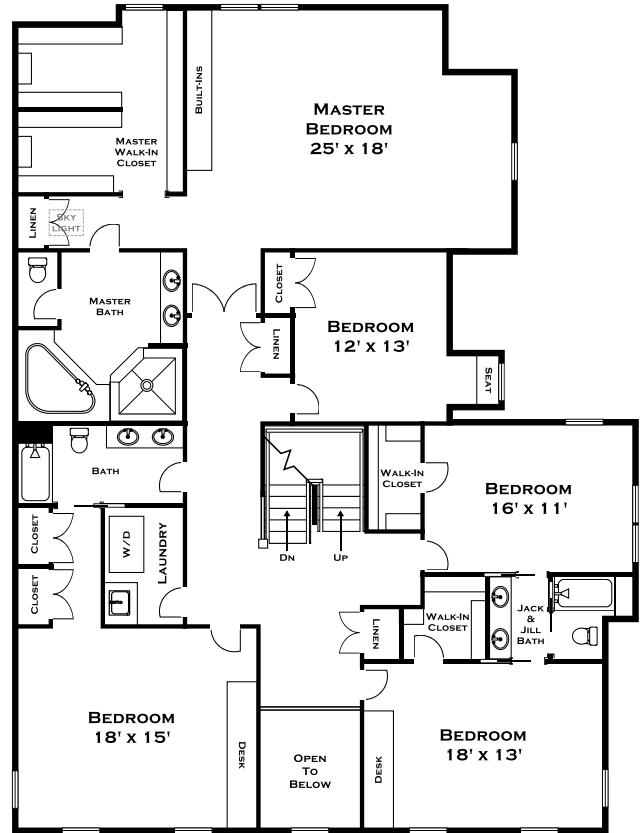 Master
Bedroom
25' x 18'
Built-Ins
Master
Walk-In
Closet
Linen
Sky
Light
Closet
Master
Bath
Bedroom
12' x 13'
Linen
Seat
Bath
Walk-In
Closet
Bedroom
16' x 11'
Closet
W/D
Laundry
Dn
Up
Closet
Jack
&
Jill
Bath
Walk-In
Closet
Linen
Bedroom
18' x 15'
Desk
Open
To
Below
Desk
Bedroom
18' x 13'